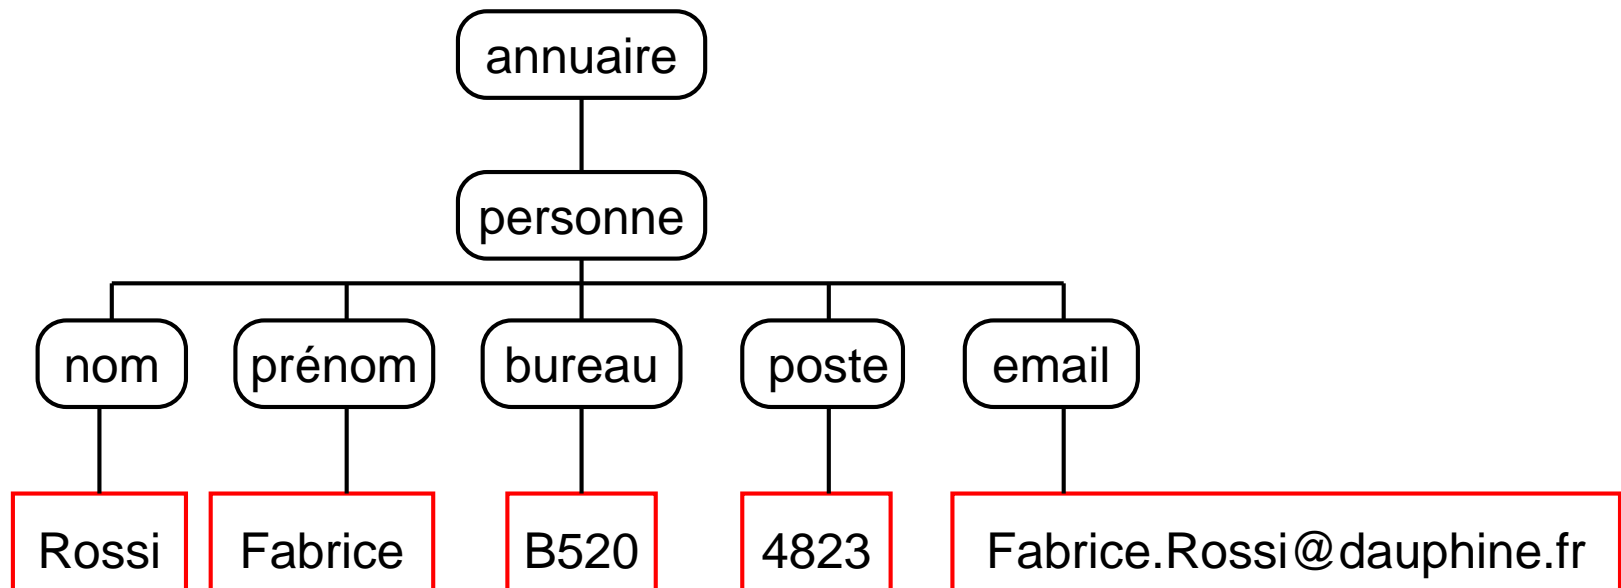 annuaire
personne
nom prénom bureau poste email
Rossi Fabrice B520 4823 Fabrice.Rossi@dauphine.fr